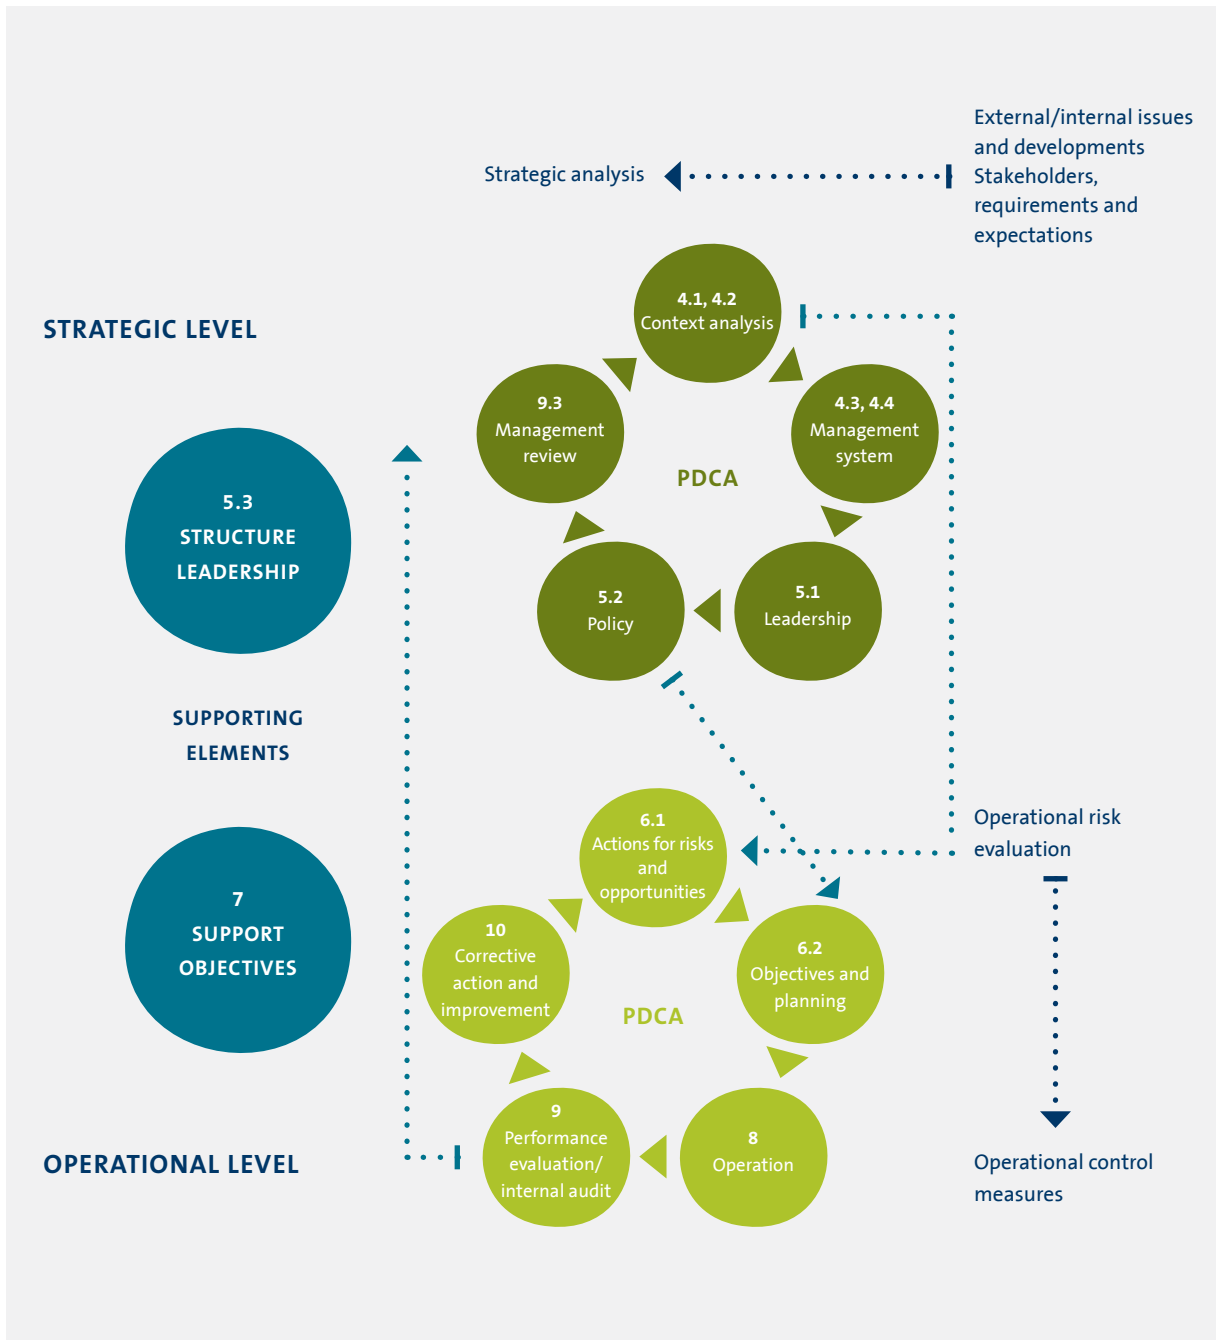 External/internal issues
and developments
Strategic analysis
Stakeholders,
requirements and
expectations
STRATEGIC LEVEL
4.1, 4.2
Context analysis
9.3
Management
review
4.3, 4.4
Management
system
PDCA
5.3
STRUCTURE
LEADERSHIP
5.2
Policy
5.1
Leadership
SUPPORTING
ELEMENTS
6.1
Actions for risks
and
opportunities
Operational risk
evaluation
7
SUPPORT
OBJECTIVES
10
Corrective
action and
improvement
6.2
Objectives and
planning
PDCA
OPERATIONAL LEVEL
9
Performance
evaluation/
internal audit
8
Operation
Operational control
measures